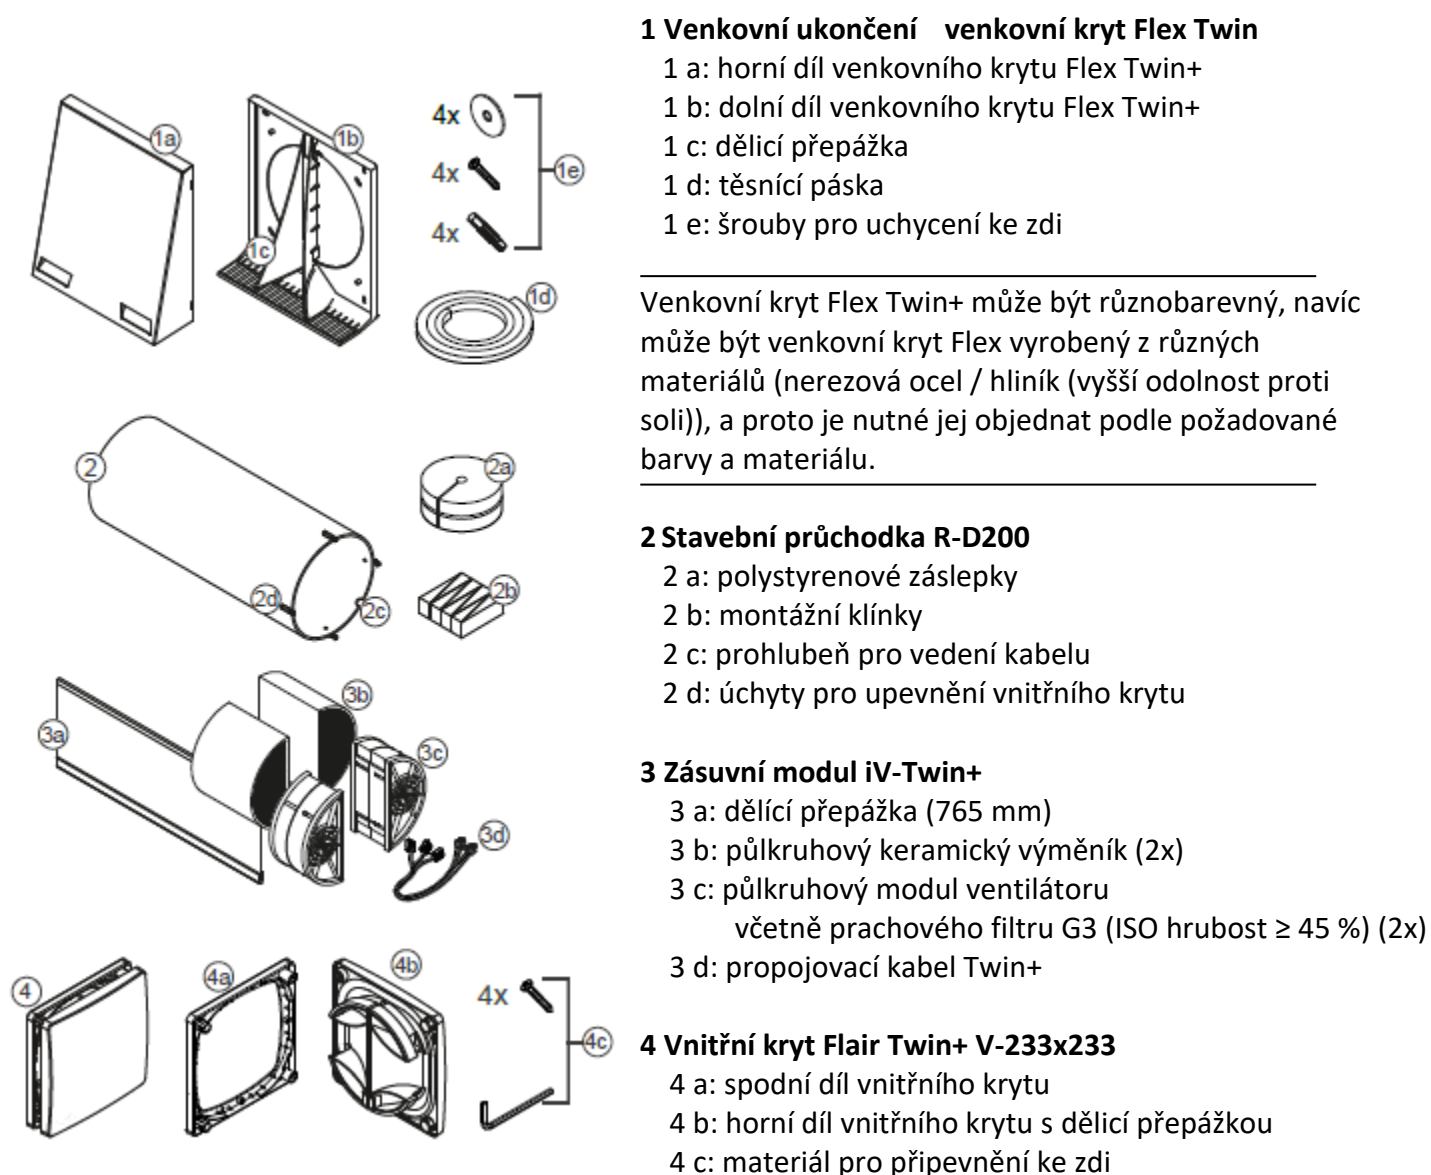 1 Venkovní ukončení venkovní kryt Flex Twin
1 a: horní díl venkovního krytu Flex Twin+
1 b: dolní díl venkovního krytu Flex Twin+
1 c: dělicí přepážka
1 d: těsnící páska
1 e: šrouby pro uchycení ke zdi
Venkovní kryt Flex Twin+ může být různobarevný, navíc
může být venkovní kryt Flex vyrobený z různých
materiálů (nerezová ocel / hliník (vyšší odolnost proti
soli)), a proto je nutné jej objednat podle požadované
barvy a materiálu.
2 Stavební průchodka R-D200
2 a: polystyrenové záslepky
2 b: montážní klínky
2 c: prohlubeň pro vedení kabelu
2 d: úchyty pro upevnění vnitřního krytu
3 Zásuvní modul iV-Twin+
3 a: dělící přepážka (765 mm)
3 b: půlkruhový keramický výměník (2x)
3 c: půlkruhový modul ventilátoru
včetně prachového filtru G3 (ISO hrubost ≥ 45 %) (2x)
3 d: propojovací kabel Twin+
4 Vnitřní kryt Flair Twin+ V-233x233
4 a: spodní díl vnitřního krytu
4 b: horní díl vnitřního krytu s dělicí přepážkou
4 c: materiál pro připevnění ke zdi
1a
1b
1c
4x
4x
4x
1e
1d
2
2a
2b
2c
2d
3a
3b
3c
3d
4
4a
4b
4x
4c